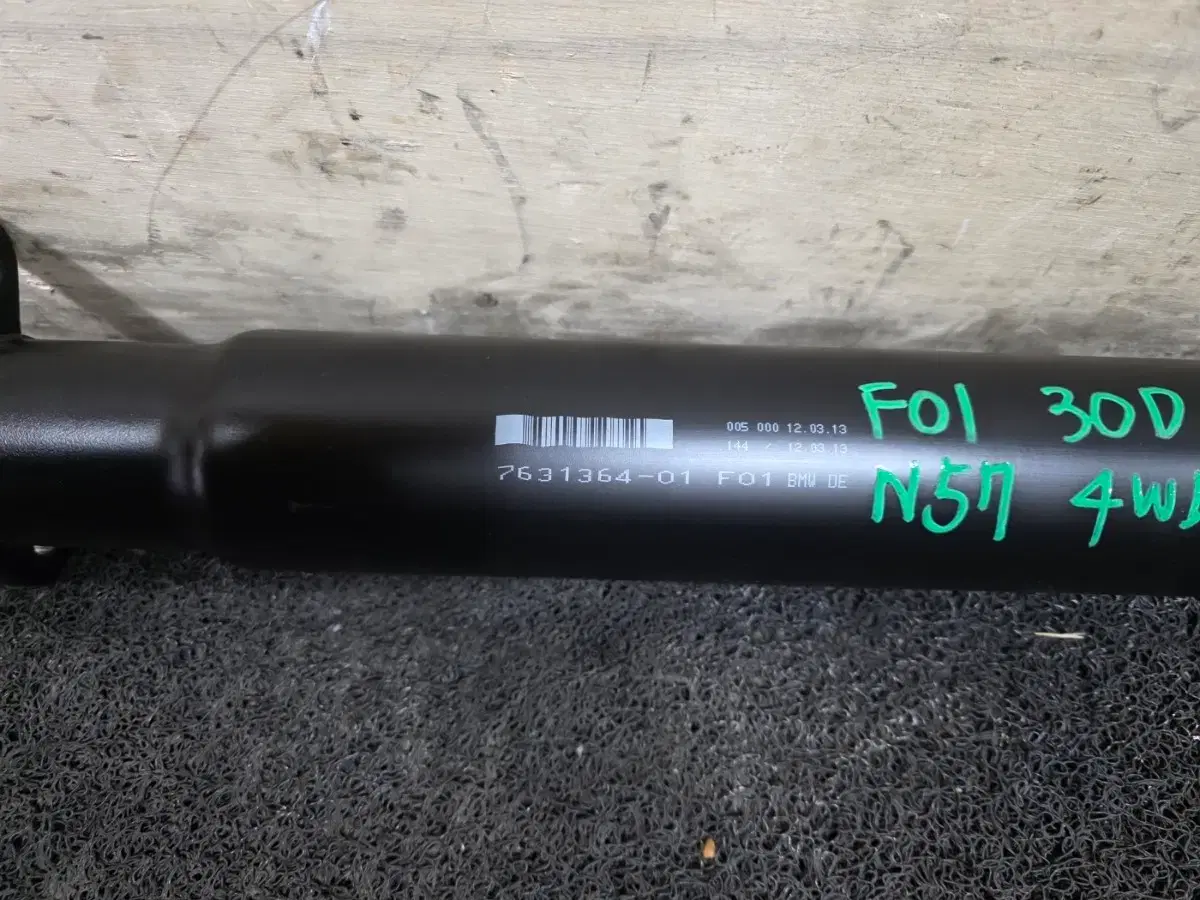 005 000 12.03.13
144 / 12.03.13
7631364-01 F01 BMW DE
F01 30D
N57 4WD